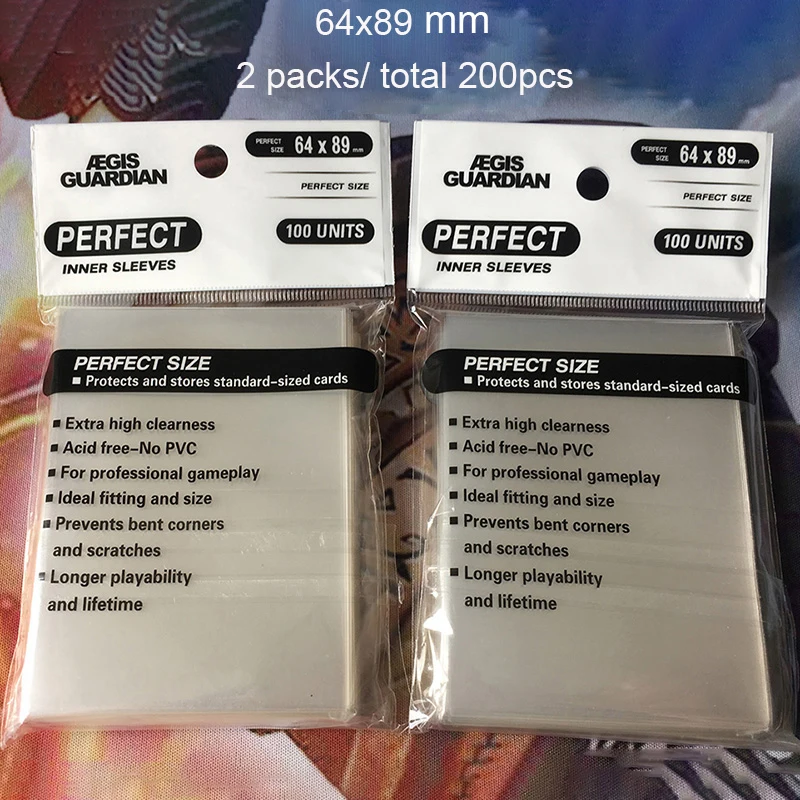 64x89 mm
2 packs/ total 200pcs
ÆGIS
GUARDIAN
PERFECT
SIZE
64 x 89 mm
PERFECT SIZE
PERFECT
100 UNITS
INNER SLEEVES
PERFECT SIZE
▪ Protects and stores standard-sized cards
▪ Extra high clearness
▪ Acid free-No PVC
▪ For professional gameplay
▪ Ideal fitting and size
▪ Prevents bent corners
and scratches
▪ Longer playability
and lifetime
ÆGIS
GUARDIAN
PERFECT
SIZE
64 x 89 mm
PERFECT SIZE
PERFECT
100 UNITS
INNER SLEEVES
PERFECT SIZE
▪ Protects and stores standard-sized cards
▪ Extra high clearness
▪ Acid free-No PVC
▪ For professional gameplay
▪ Ideal fitting and size
▪ Prevents bent corners
and scratches
▪ Longer playability
and lifetime